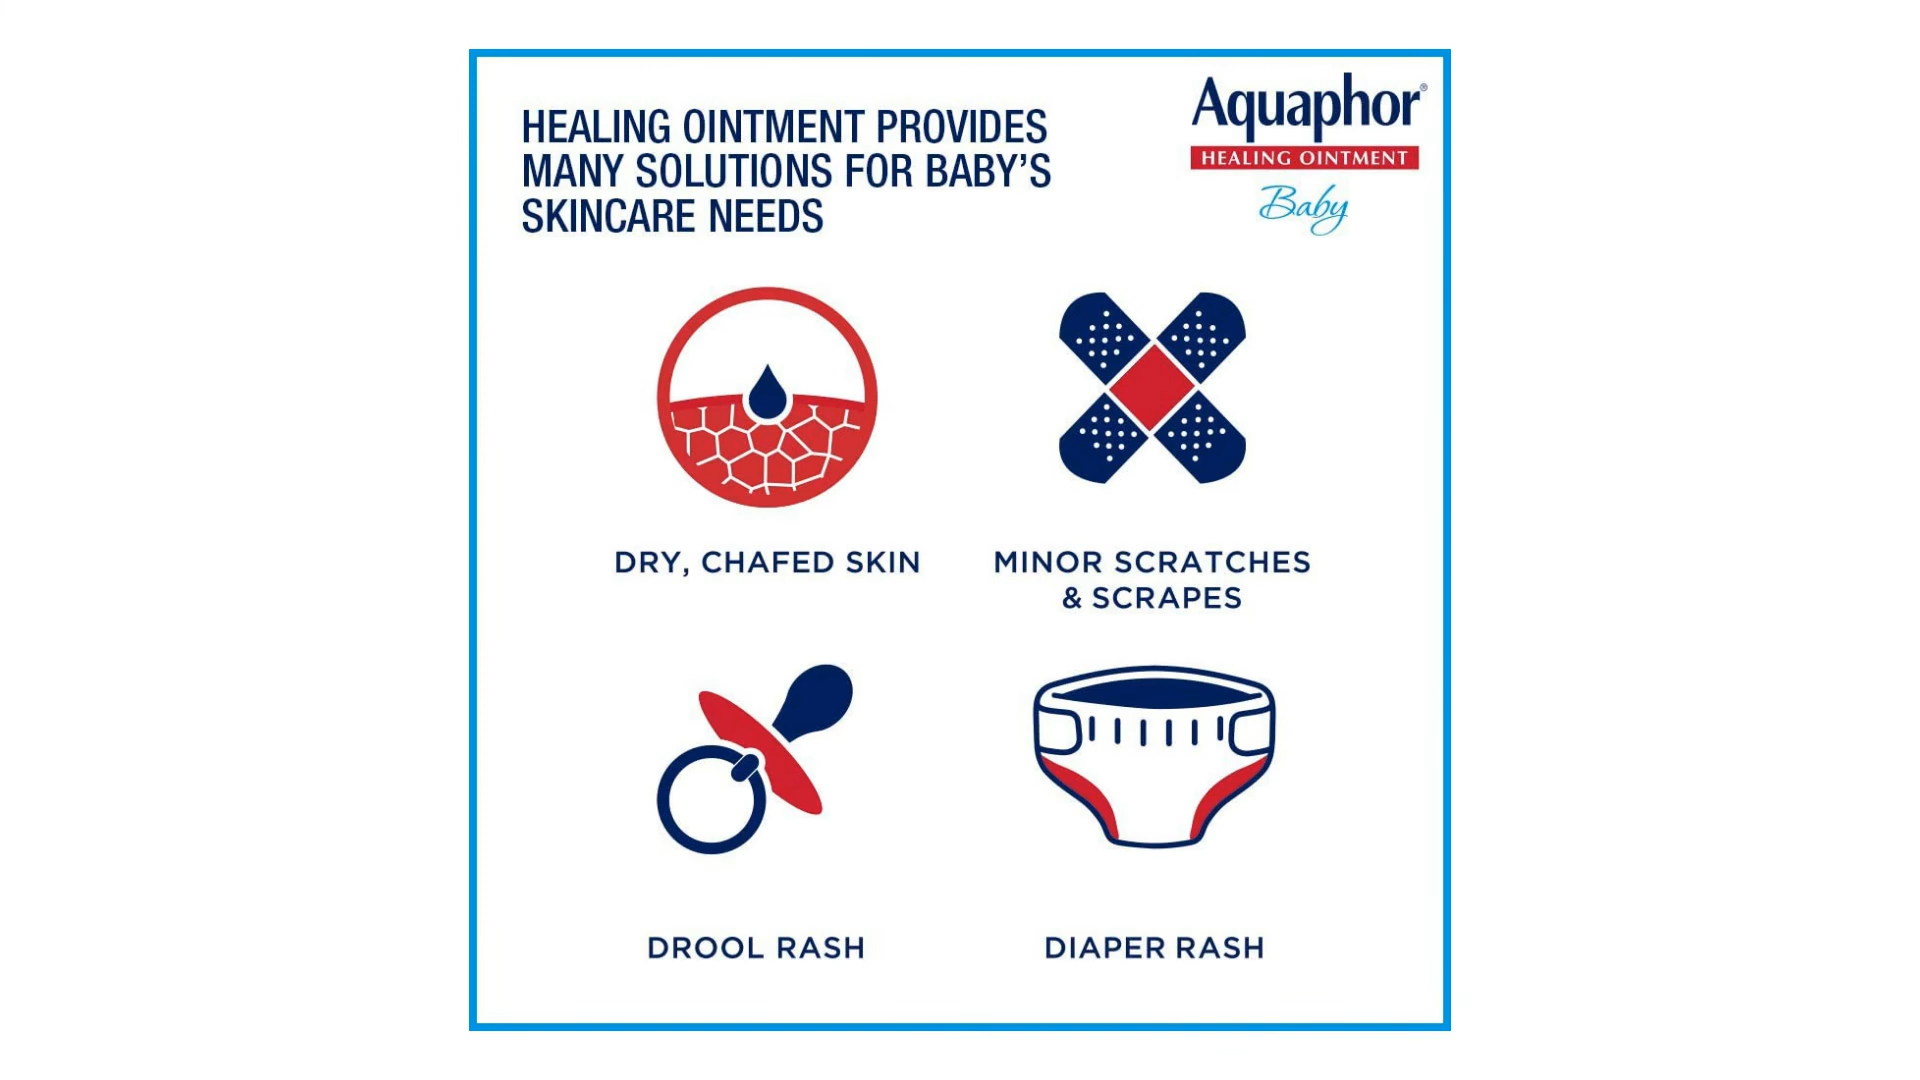 HEALING OINTMENT PROVIDES
MANY SOLUTIONS FOR BABY'S
SKINCARE NEEDS
Aquaphor®
HEALING OINTMENT
Baby
DRY, CHAFED SKIN
MINOR SCRATCHES
& SCRAPES
DROOL RASH
DIAPER RASH